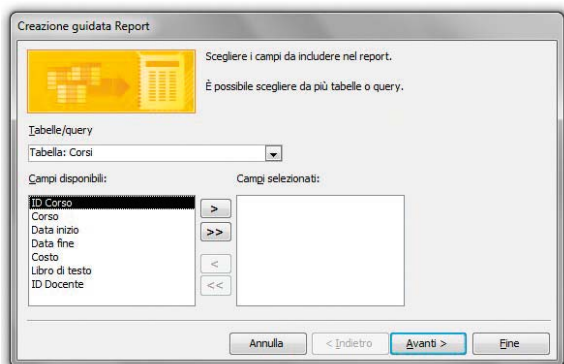 Creazione guidata Report
Scegliere i campi da includere nel report.
È possibile scegliere da più tabelle o query.
Tabelle/query
Tabella: Corsi
Campi disponibili:
Campi selezionati:
ID Corso
Corso
Data inizio
Data fine
Costo
Libro di testo
ID Docente
>
>>
<
<<
Annulla
< Indietro
Avanti >
Fine